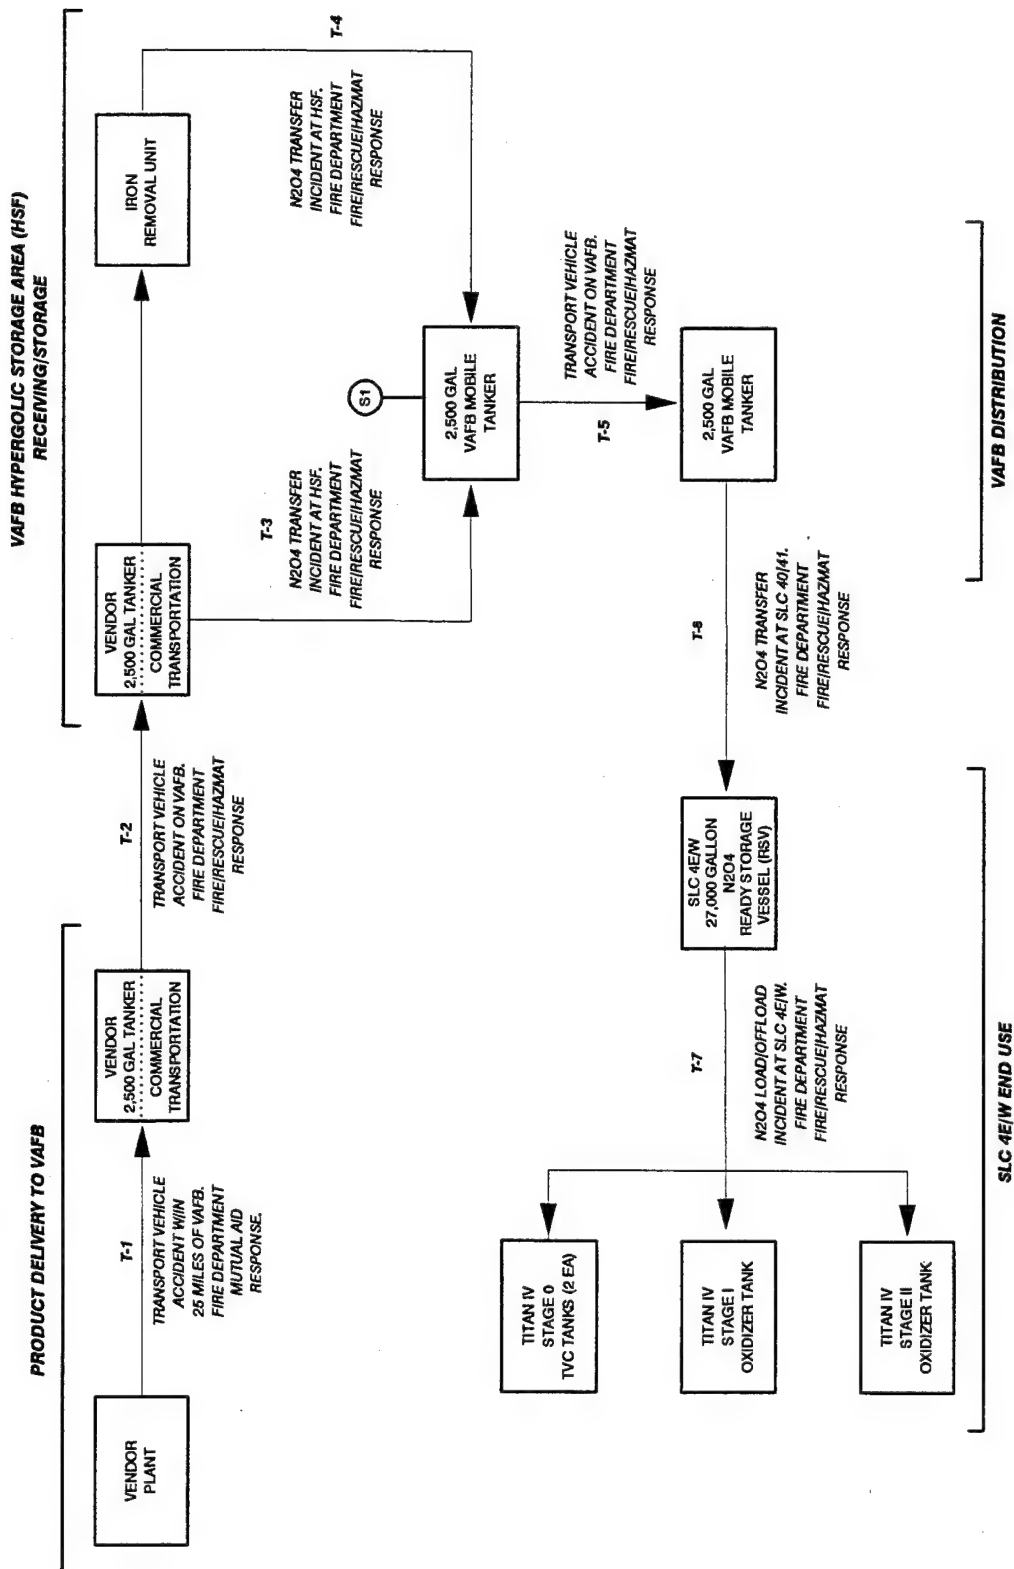 PRODUCT DELIVERY TO VAFB
VENDOR
PLANT
T-1
TRANSPORT VEHICLE
ACCIDENT W/IN
25 MILES OF VAFB.
FIRE DEPARTMENT
MUTUAL AID
RESPONSE.
VENDOR
2,500 GAL TANKER
COMMERCIAL
TRANSPORTATION
T-2
TRANSPORT VEHICLE
ACCIDENT ON VAFB.
FIRE DEPARTMENT
FIRE/RESCUE/HAZMAT
RESPONSE
VAFB HYPERGOLIC STORAGE AREA (HSF)
RECEIVING/STORAGE
VENDOR
2,500 GAL TANKER
COMMERCIAL
TRANSPORTATION
IRON
REMOVAL UNIT
T-3
N2O4 TRANSFER
INCIDENT AT HSF.
FIRE DEPARTMENT
FIRE/RESCUE/HAZMAT
RESPONSE
S1
T-4
N2O4 TRANSFER
INCIDENT AT HSF.
FIRE DEPARTMENT
FIRE/RESCUE/HAZMAT
RESPONSE
2,500 GAL
VAFB MOBILE
TANKER
T-5
TRANSPORT VEHICLE
ACCIDENT ON VAFB.
FIRE DEPARTMENT
FIRE/RESCUE/HAZMAT
RESPONSE
2,500 GAL
VAFB MOBILE
TANKER
VAFB DISTRIBUTION
T-6
N2O4 TRANSFER
INCIDENT AT SLC 40/41.
FIRE DEPARTMENT
FIRE/RESCUE/HAZMAT
RESPONSE
SLC 4E/W
27,000 GALLON
N2O4
READY STORAGE
VESSEL (RSV)
T-7
N2O4 LOAD/OFFLOAD
INCIDENT AT SLC 4E/W.
FIRE DEPARTMENT
FIRE/RESCUE/HAZMAT
RESPONSE
TITAN IV
STAGE 0
TVC TANKS (2 EA)
TITAN IV
STAGE I
OXIDIZER TANK
TITAN IV
STAGE II
OXIDIZER TANK
SLC 4E/W END USE